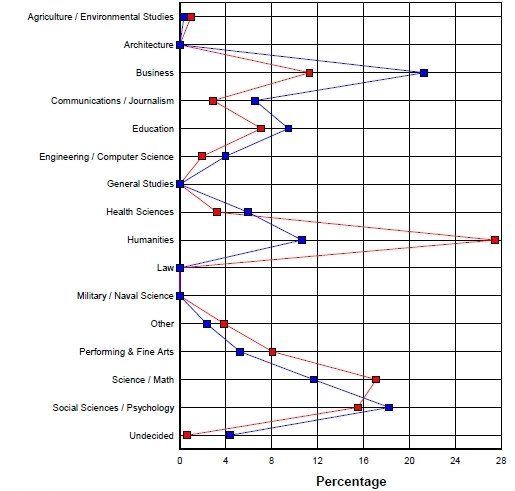 Agriculture / Environmental Studies
Architecture
Business
Communications / Journalism
Education
Engineering / Computer Science
General Studies
Health Sciences
Humanities
Law
Military / Naval Science
Other
Performing & Fine Arts
Science / Math
Social Sciences / Psychology
Undecided
0 4 8 12 16 20 24 28
Percentage